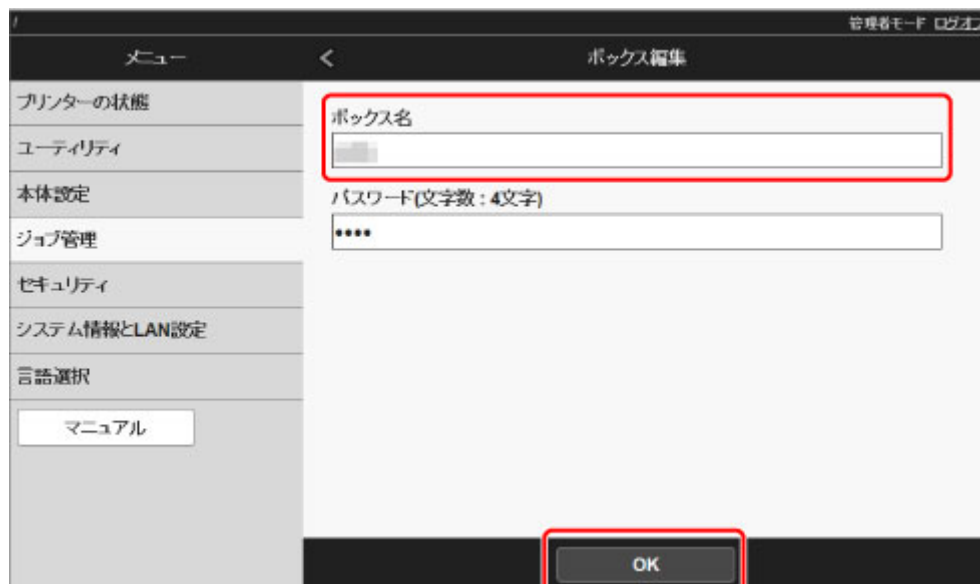 /
管理者モード ログオフ
メニュー
<
ボックス編集
プリンターの状態
ユーティリティ
本体設定
ジョブ管理
セキュリティ
システム情報とLAN設定
言語選択
マニュアル
ボックス名
パスワード(文字数 : 4文字)
••••
OK